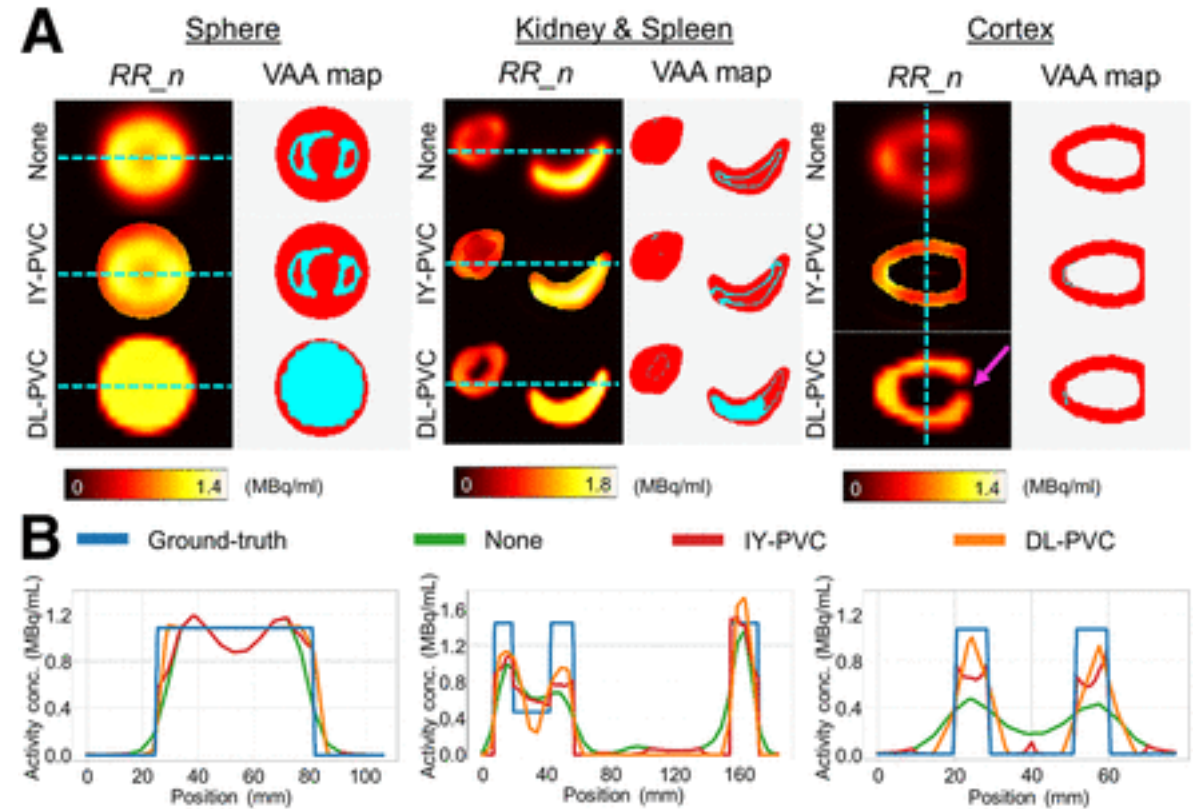 A
Sphere
Kidney & Spleen
Cortex
RR_n VAA map
RR_n VAA map
RR_n VAA map
None
IY-PVC
DL-PVC
None
IY-PVC
DL-PVC
None
IY-PVC
DL-PVC
0 1.4 (MBq/ml)
0 1.8 (MBq/ml)
0 1.4 (MBq/ml)
B
Ground-truth None IY-PVC DL-PVC
Activity conc. (MBq/mL)
1.2
0.8
0.4
0.0
0 20 40 60 80 100
Position (mm)
Activity conc. (MBq/mL)
1.6
1.2
0.8
0.4
0.0
0 40 80 120 160
Position (mm)
Activity conc. (MBq/mL)
1.2
0.8
0.4
0.0
0 20 40 60
Position (mm)